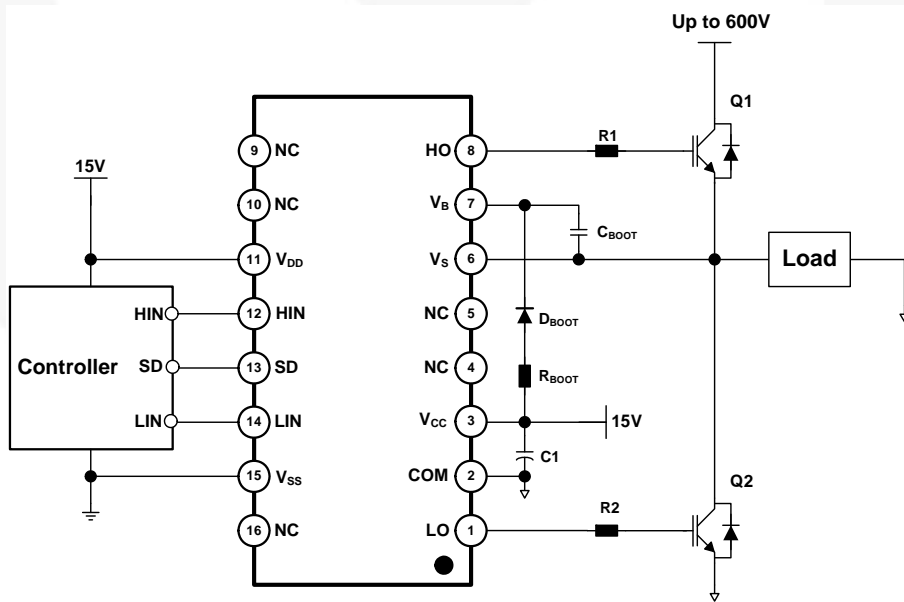 Up to 600V
Q1
R1
9 NC HO 8
15V
10 NC VB 7
CBOOT
11 VDD VS 6
Load
HIN 12 HIN NC 5
DBOOT
Controller SD 13 SD NC 4
RBOOT
LIN 14 LIN VCC 3 15V
C1
15 VSS COM 2
Q2
R2
16 NC LO 1